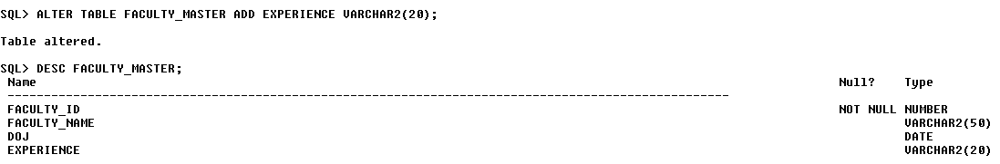 SQL> ALTER TABLE FACULTY_MASTER ADD EXPERIENCE VARCHAR2(20);
Table altered.
SQL> DESC FACULTY_MASTER;
Name Null? Type
----------------------------------------------------------------------------------------------------
FACULTY_ID NOT NULL NUMBER
FACULTY_NAME VARCHAR2(50)
DOJ DATE
EXPERIENCE VARCHAR2(20)